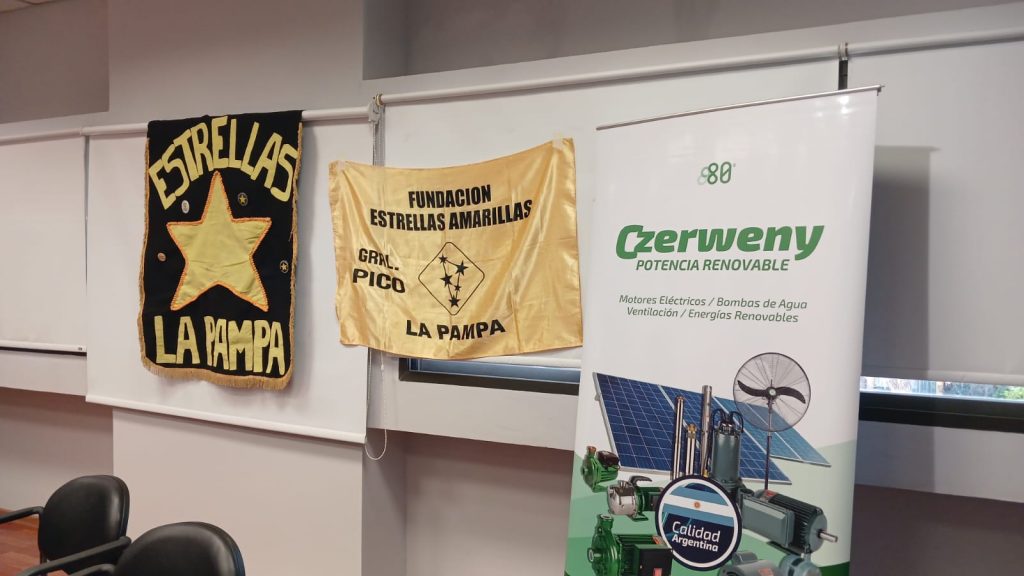 ESTRELLAS
LA PAMPA
FUNDACION
ESTRELLAS AMARILLAS
GRAL.
PICO
LA PAMPA
80
Czerweny
POTENCIA RENOVABLE
Motores Eléctricos / Bombas de Agua
Ventilación / Energías Renovables
Calidad
Argentina